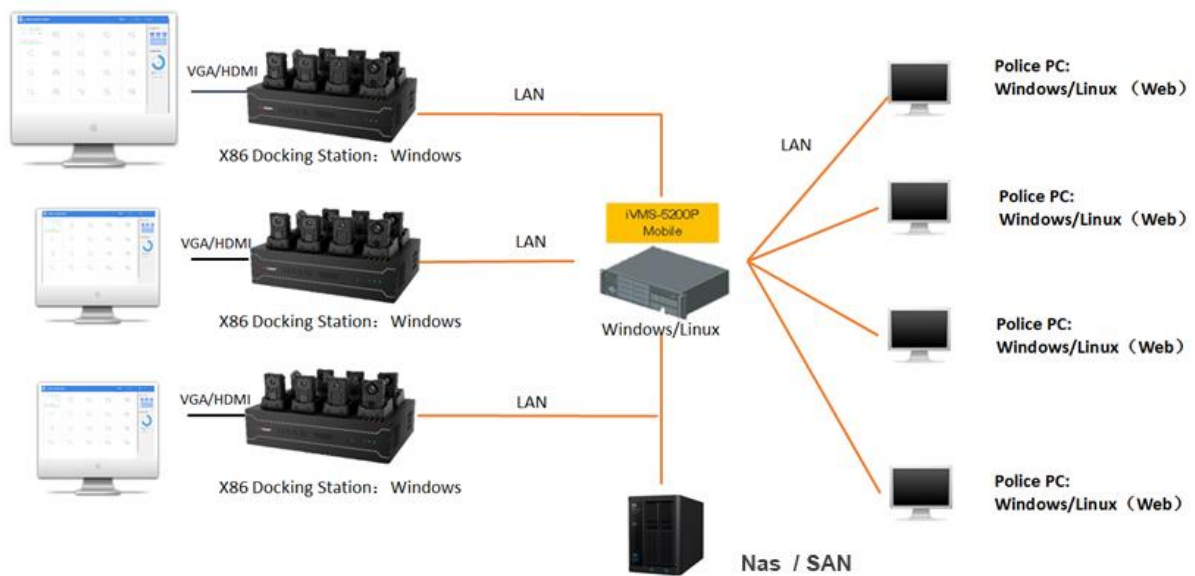 VGA/HDMI
LAN
X86 Docking Station: Windows
VGA/HDMI
LAN
X86 Docking Station: Windows
VGA/HDMI
LAN
X86 Docking Station: Windows
iVMS-5200P
Mobile
Windows/Linux
Nas / SAN
LAN
Police PC:
Windows/Linux （Web）
Police PC:
Windows/Linux （Web）
Police PC:
Windows/Linux （Web）
Police PC:
Windows/Linux （Web）